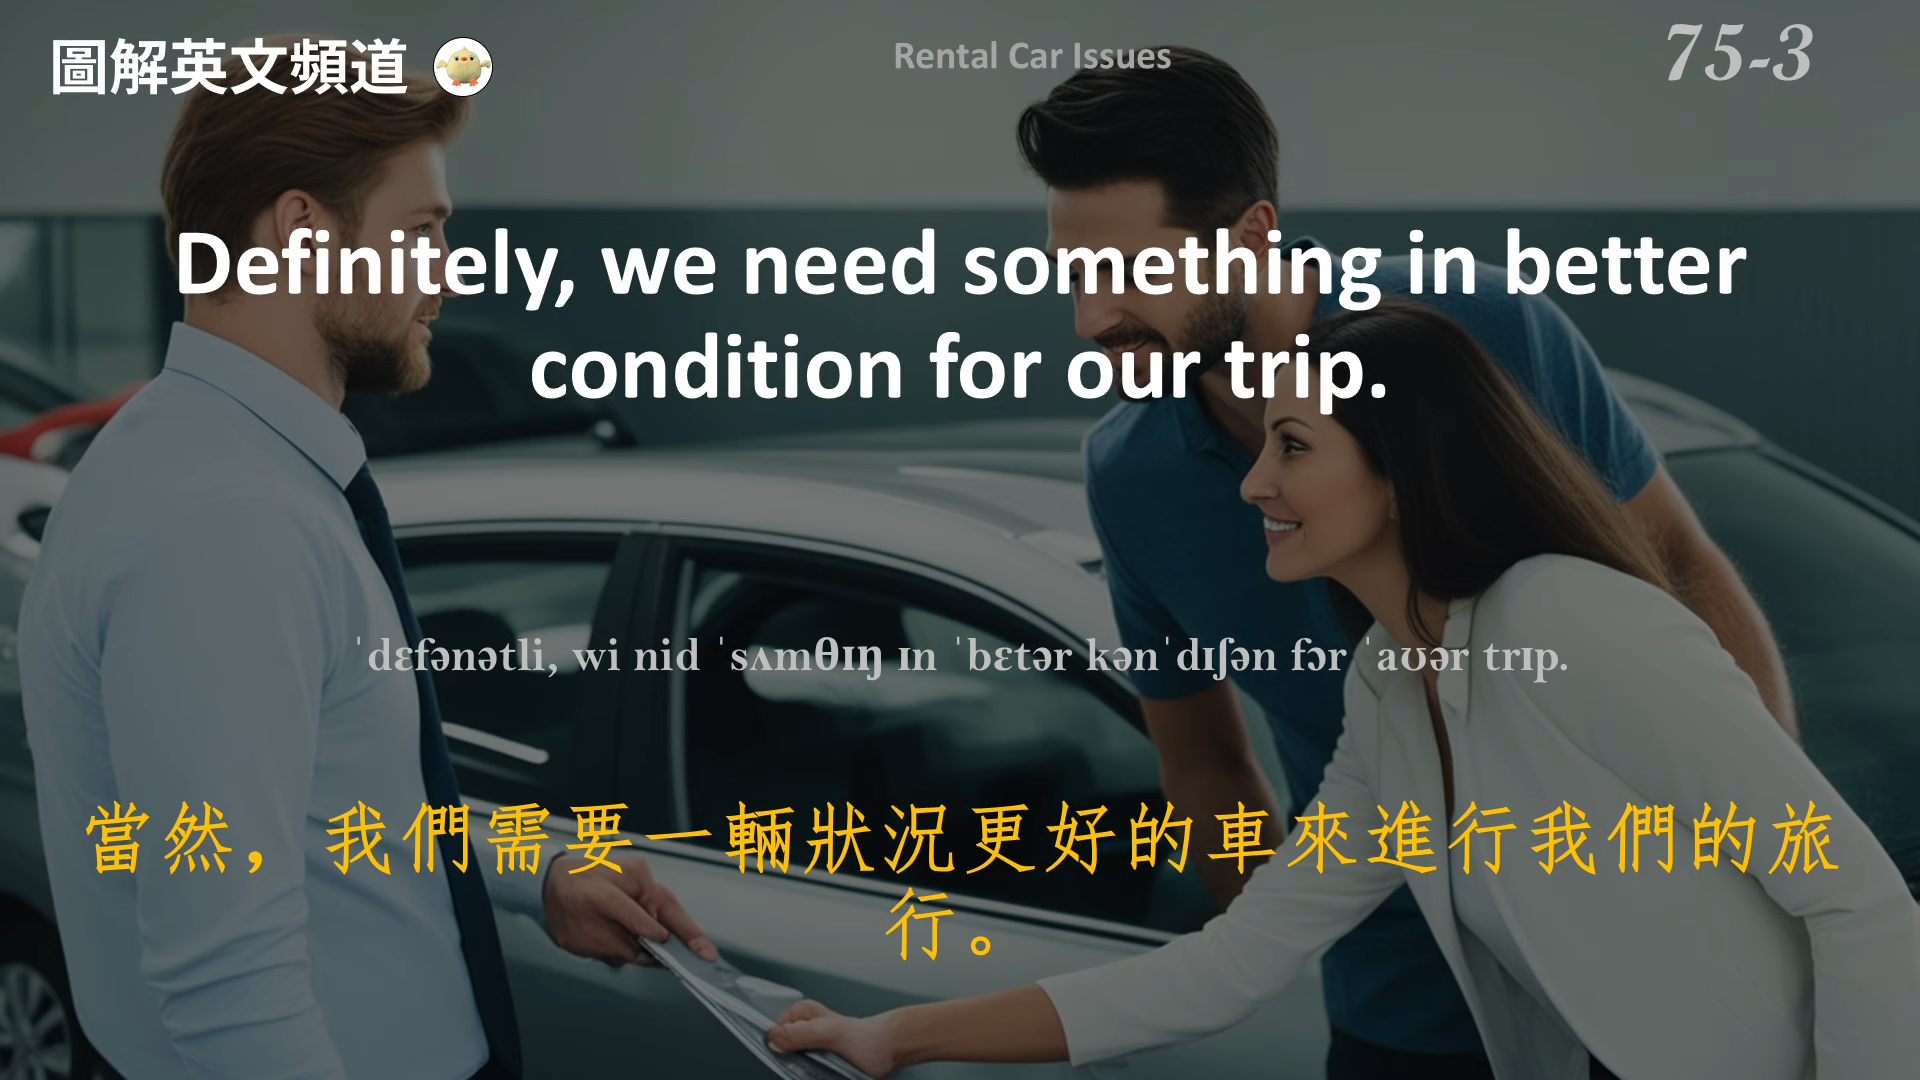 圖解英文頻道
Rental Car Issues
75-3
Definitely, we need something in better
condition for our trip.
ˈdɛfənətli, wi nid ˈsʌmθɪŋ ɪn ˈbɛtər kənˈdɪʃən fɔr ˈaʊər trɪp.
當然，我們需要一輛狀況更好的車來進行我們的旅
行。